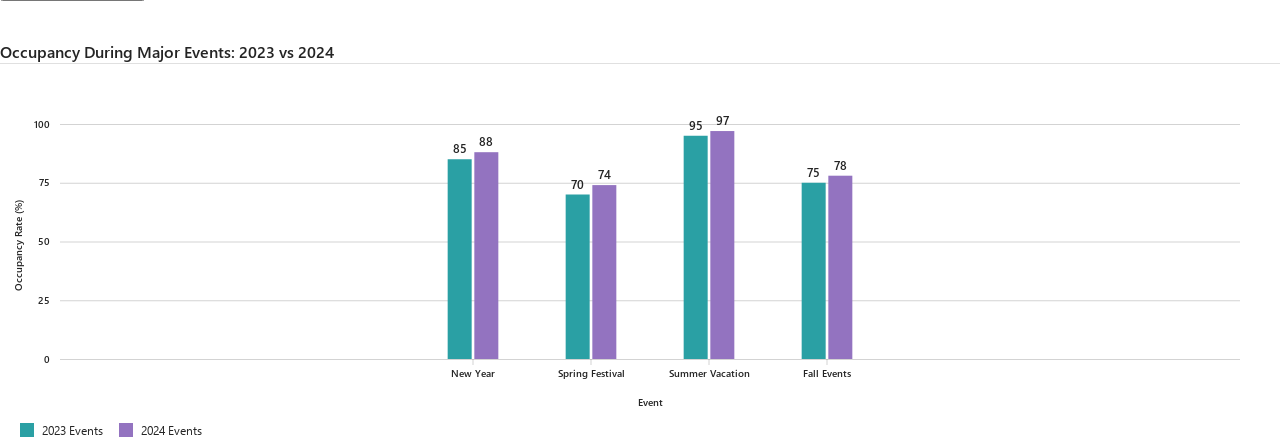 Occupancy During Major Events: 2023 vs 2024
100
75
50
25
0
Occupancy Rate (%)
85
88
70
74
95
97
75
78
New Year
Spring Festival
Summer Vacation
Fall Events
Event
2023 Events
2024 Events